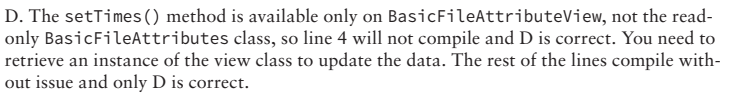 D. The setTimes() method is available only on BasicFileAttributeView, not the read-
only BasicFileAttributes class, so line 4 will not compile and D is correct. You need to
retrieve an instance of the view class to update the data. The rest of the lines compile with-
out issue and only D is correct.